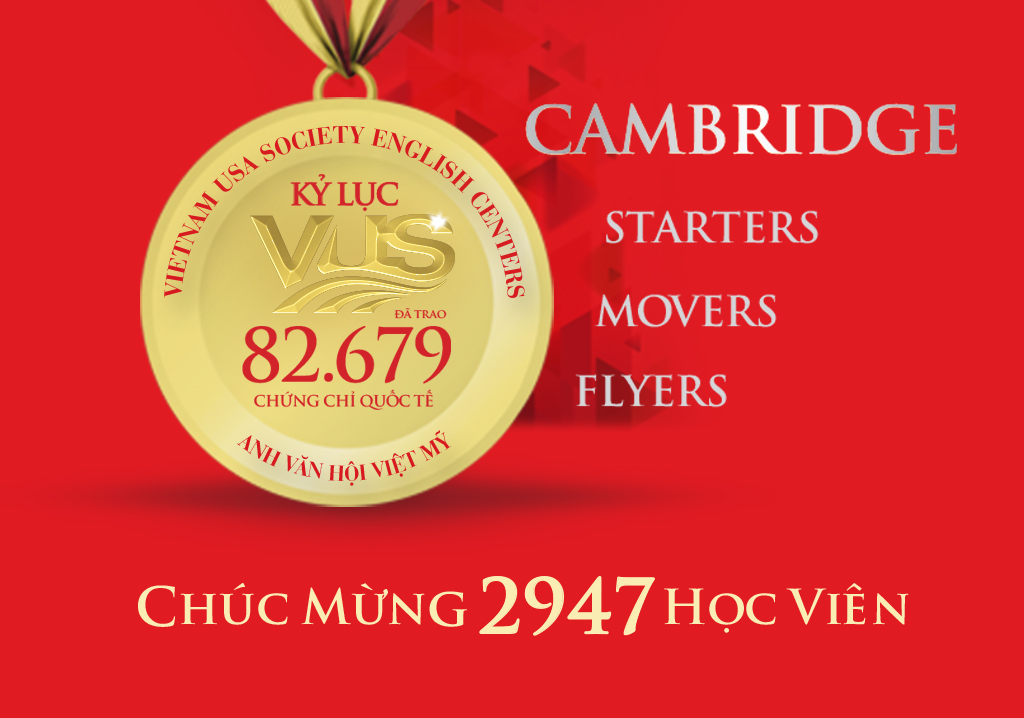 VIETNAM USA SOCIETY ENGLISH CENTERS
KỶ LỤC
VUS
ĐÃ TRAO
82.679
CHỨNG CHỈ QUỐC TẾ
ANH VĂN HỘI VIỆT MỸ
CAMBRIDGE
STARTERS
MOVERS
FLYERS
CHÚC MỪNG 2947 HỌC VIÊN